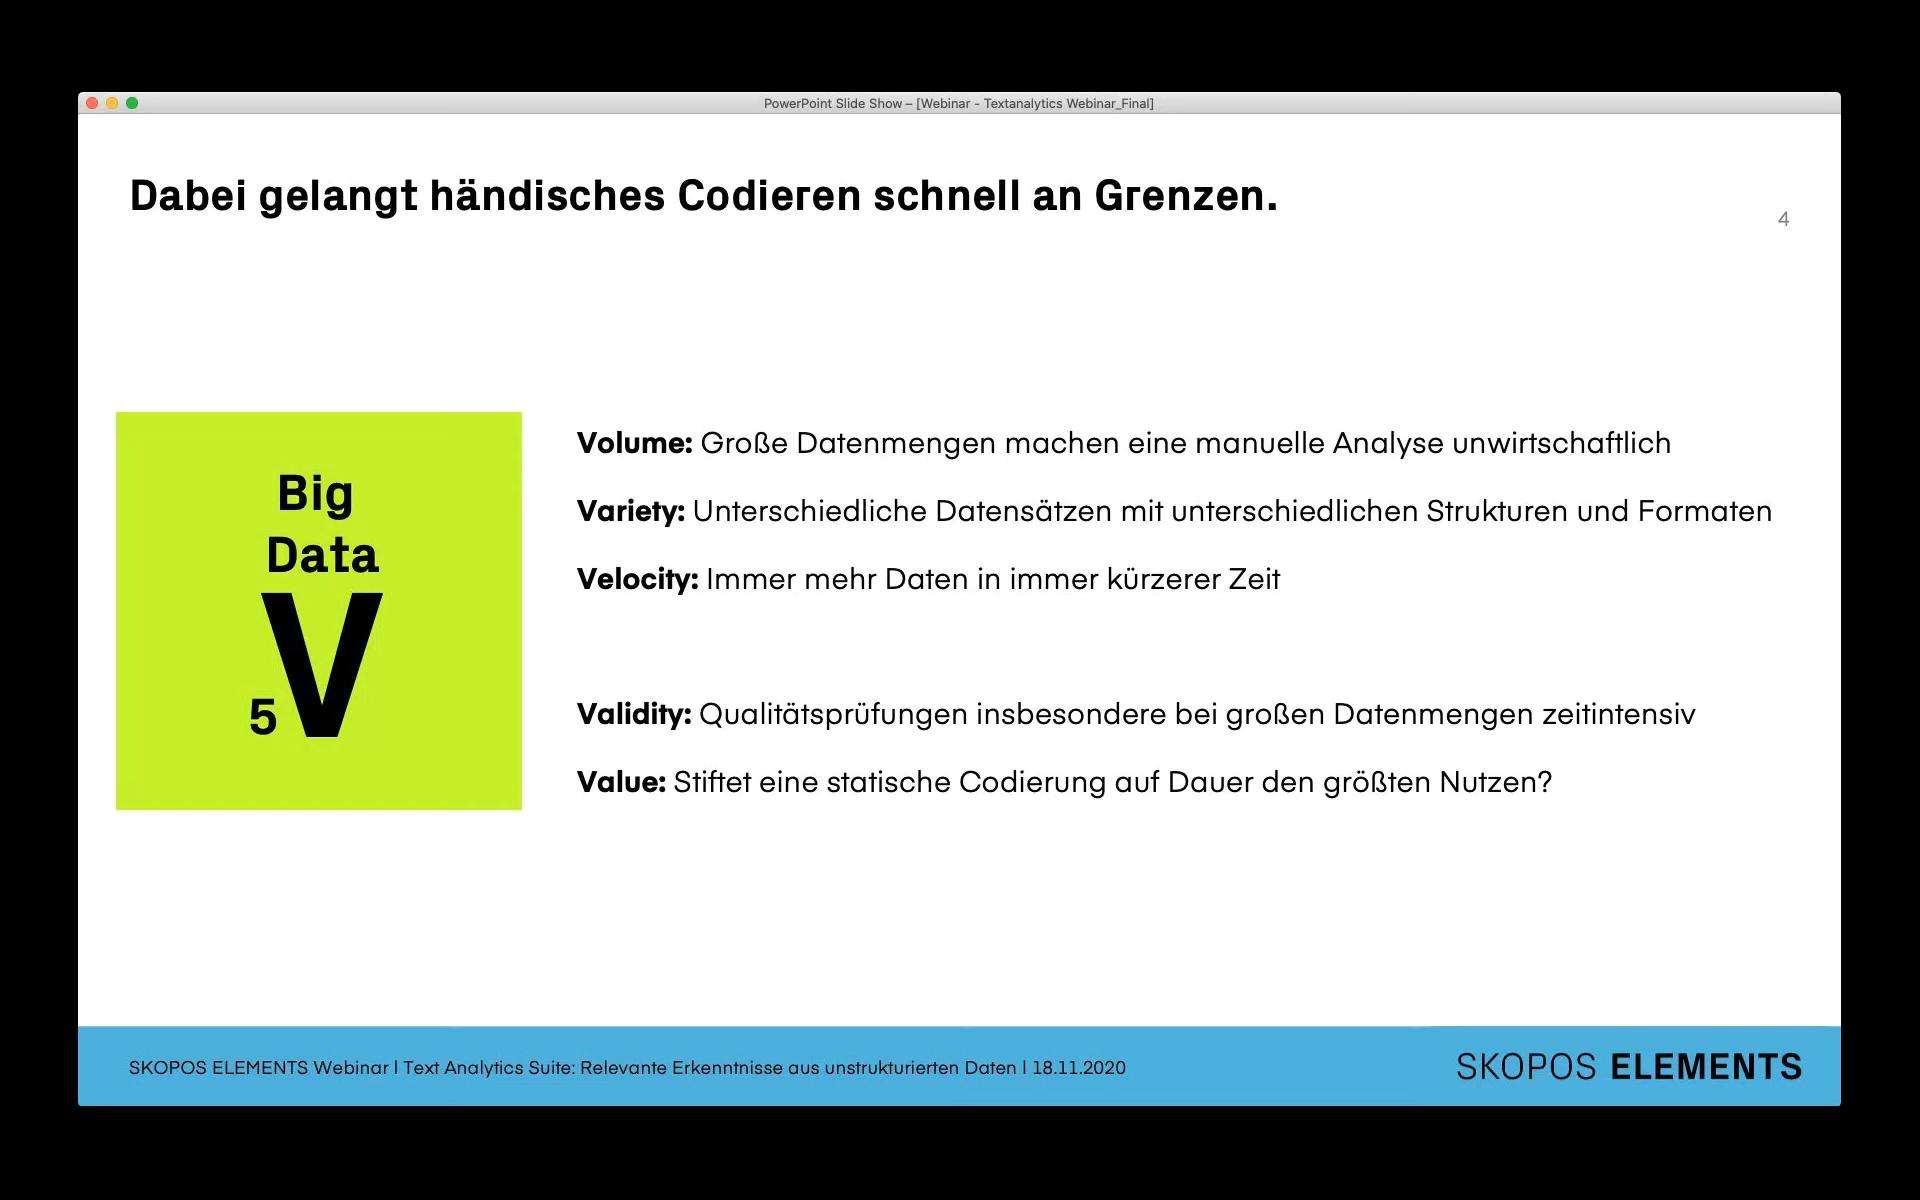 PowerPoint Slide Show – [Webinar - Textanalytics Webinar_Final]
Dabei gelangt händisches Codieren schnell an Grenzen.
4
Big
Data
5V
Volume: Große Datenmengen machen eine manuelle Analyse unwirtschaftlich
Variety: Unterschiedliche Datensätzen mit unterschiedlichen Strukturen und Formaten
Velocity: Immer mehr Daten in immer kürzerer Zeit
Validity: Qualitätsprüfungen insbesondere bei großen Datenmengen zeitintensiv
Value: Stiftet eine statische Codierung auf Dauer den größten Nutzen?
SKOPOS ELEMENTS Webinar | Text Analytics Suite: Relevante Erkenntnisse aus unstrukturierten Daten | 18.11.2020
SKOPOS ELEMENTS